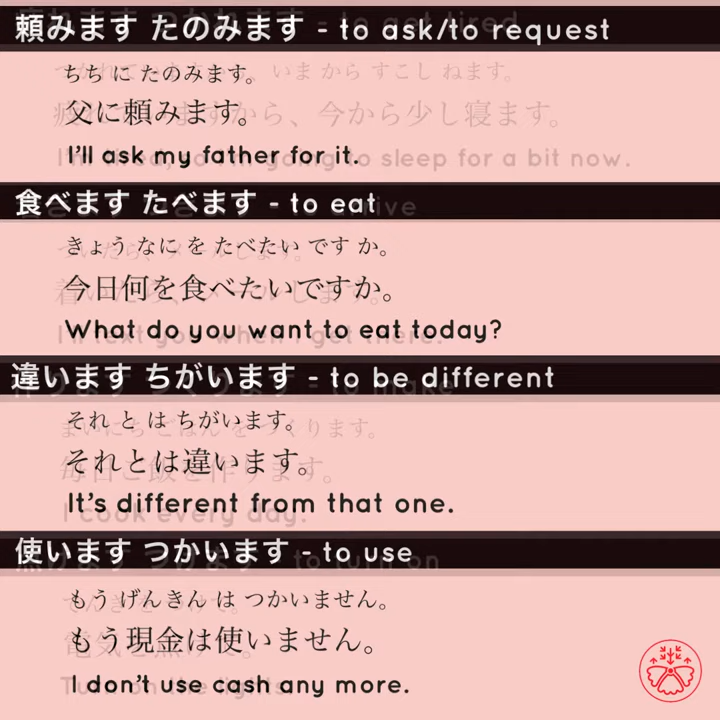 頼みます たのみます - to ask/to request
ちち に たのみます。
父に頼みます。
I'll ask my father for it.
食べます たべます - to eat
きょう なに を たべたい です か。
今日何を食べたいですか。
What do you want to eat today?
違います ちがいます - to be different
それ と は ちがいます。
それとは違います。
It's different from that one.
使います つかいます - to use
もう げんきん は つかいません。
もう現金は使いません。
I don't use cash any more.